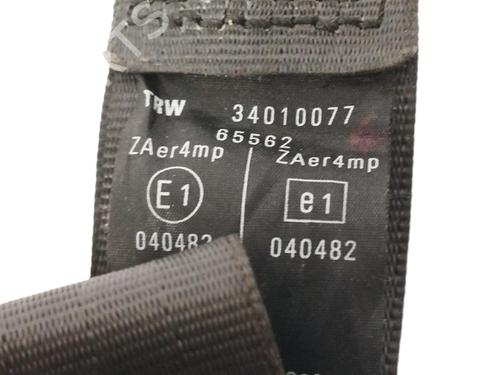 TRW 34010077
65562
ZAer4mp ZAer4mp
E1 e1
040482 040482